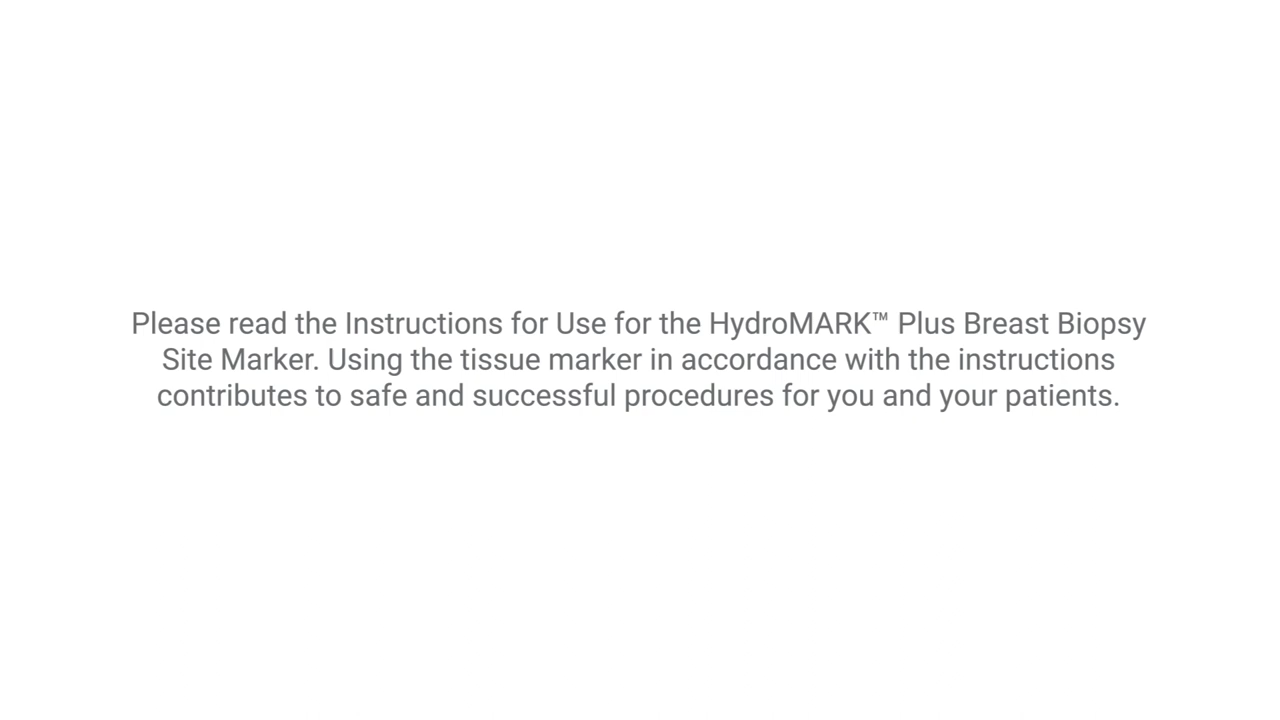 Please read the Instructions for Use for the HydroMARK™ Plus Breast Biopsy
Site Marker. Using the tissue marker in accordance with the instructions
contributes to safe and successful procedures for you and your patients.